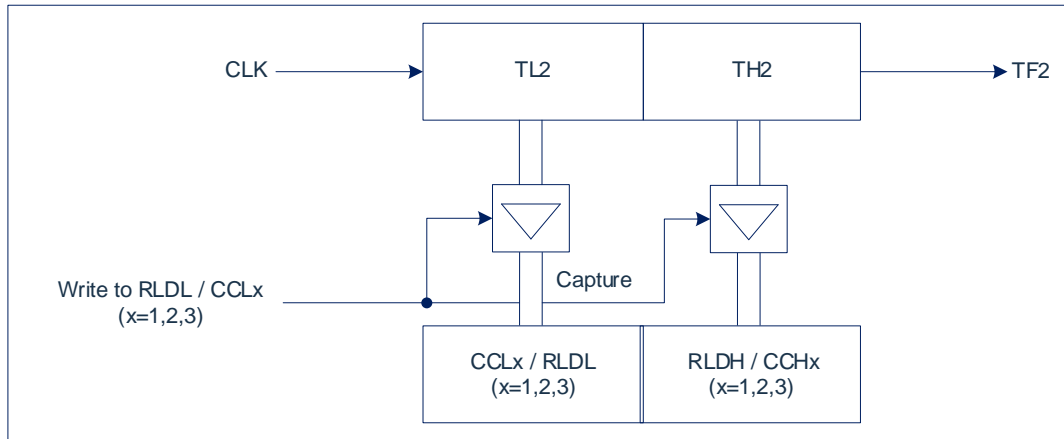 CLK
TL2
TH2
TF2
Capture
Write to RLDL / CCLx
(x=1,2,3)
CCLx / RLDL
(x=1,2,3)
RLDH / CCHx
(x=1,2,3)